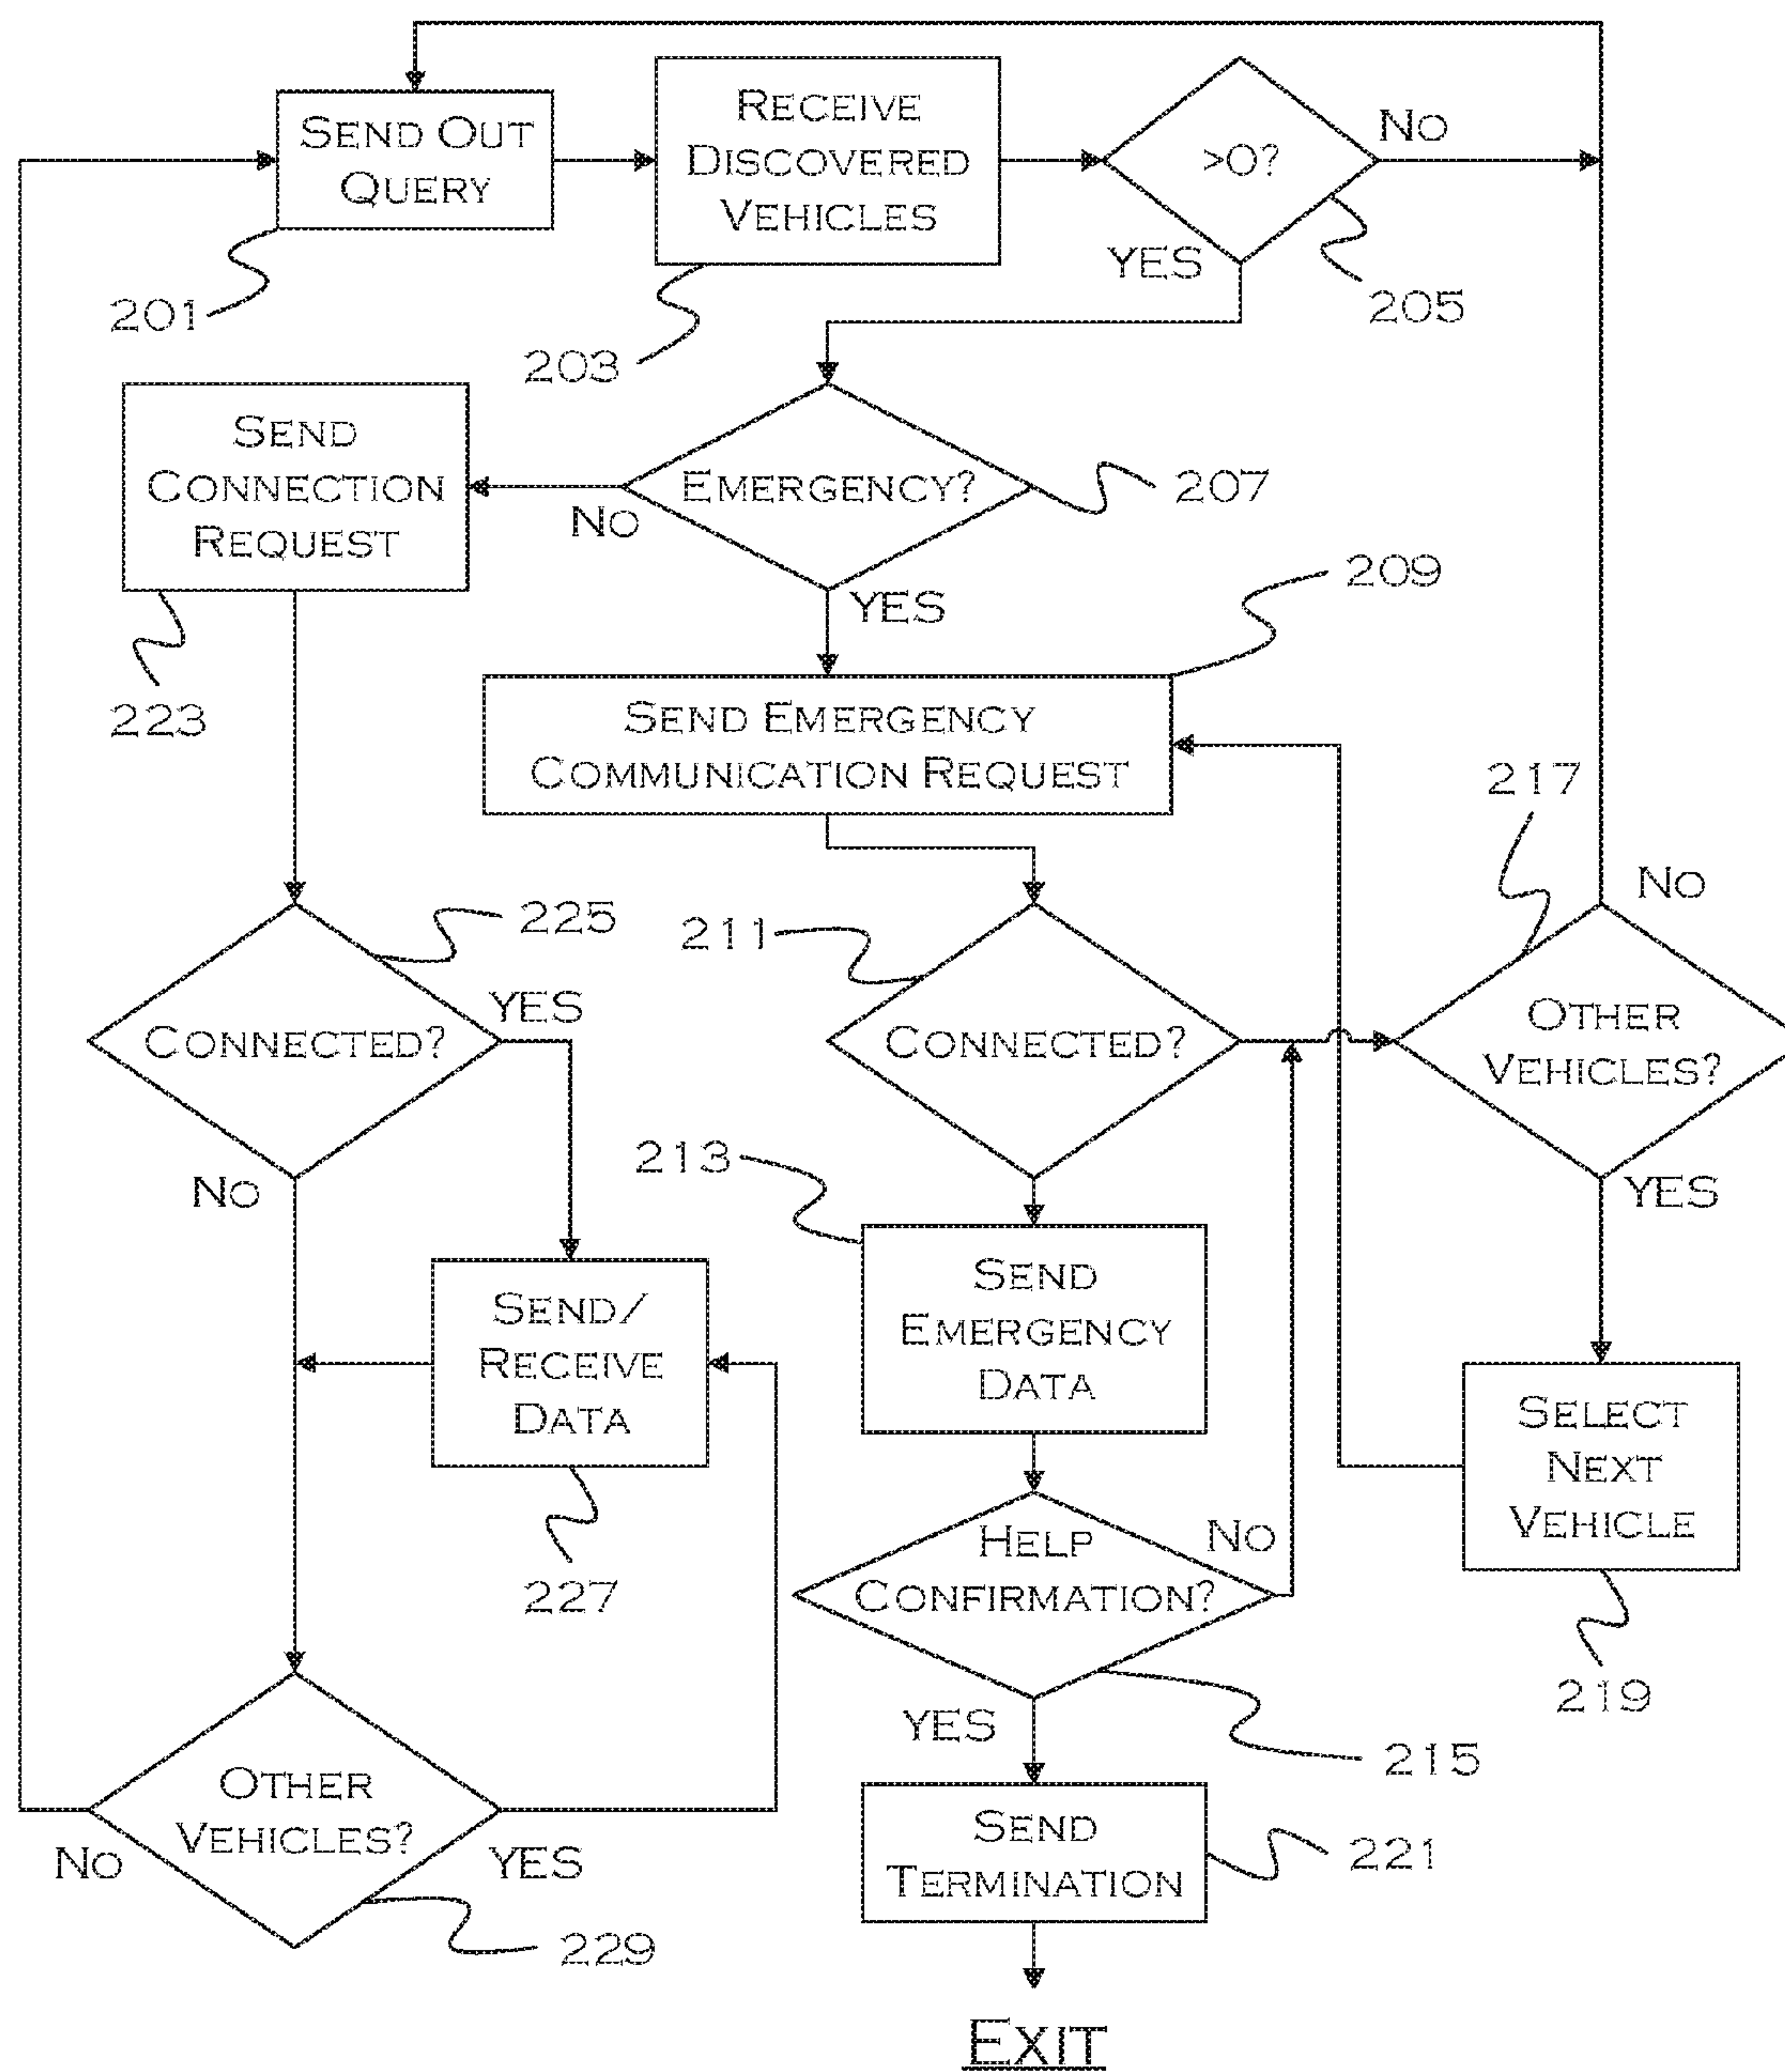 SEND OUT
QUERY
201
RECEIVE
DISCOVERED
VEHICLES
203
>0?
NO
YES
205
SEND
CONNECTION
REQUEST
223
EMERGENCY?
NO
YES
207
SEND EMERGENCY
COMMUNICATION REQUEST
209
217
NO
OTHER
VEHICLES?
YES
225
CONNECTED?
YES
NO
211
CONNECTED?
213
SEND
EMERGENCY
DATA
SEND/
RECEIVE
DATA
227
SELECT
NEXT
VEHICLE
219
HELP
CONFIRMATION?
NO
YES
215
OTHER
VEHICLES?
NO
YES
229
SEND
TERMINATION
221
EXIT